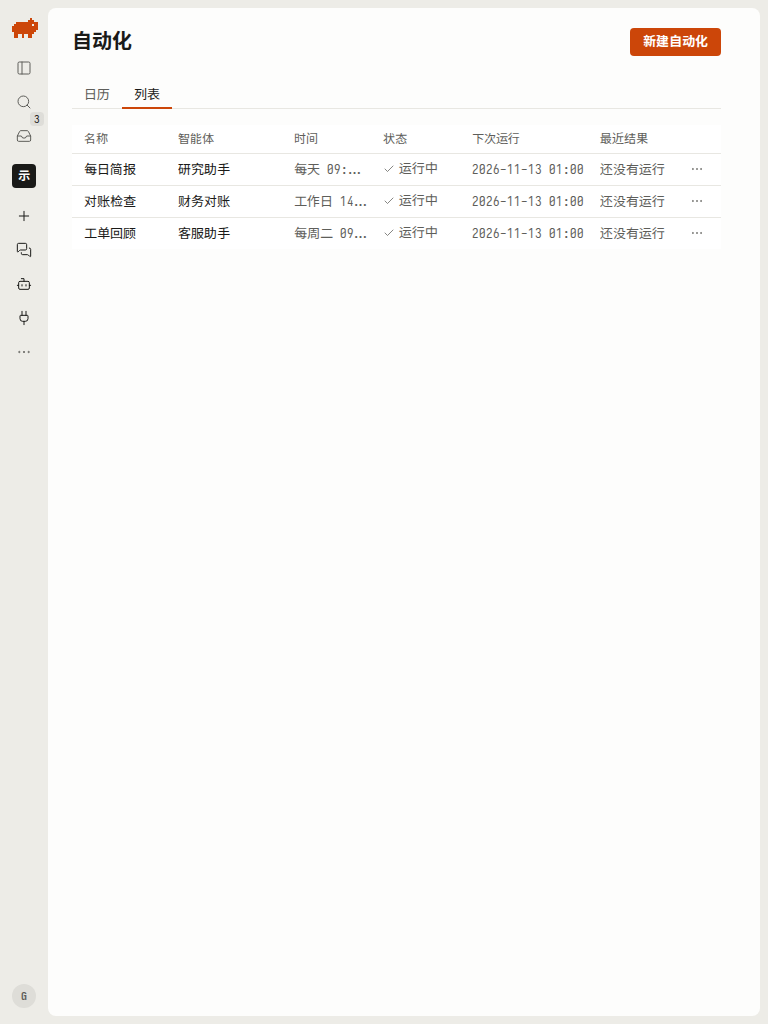 自动化
新建自动化
日历 列表
3
示
名称 智能体 时间 状态 下次运行 最近结果
每日简报 研究助手 每天 09:... 运行中 2026-11-13 01:00 还没有运行
对账检查 财务对账 工作日 14... 运行中 2026-11-13 01:00 还没有运行
工单回顾 客服助手 每周二 09... 运行中 2026-11-13 01:00 还没有运行
G